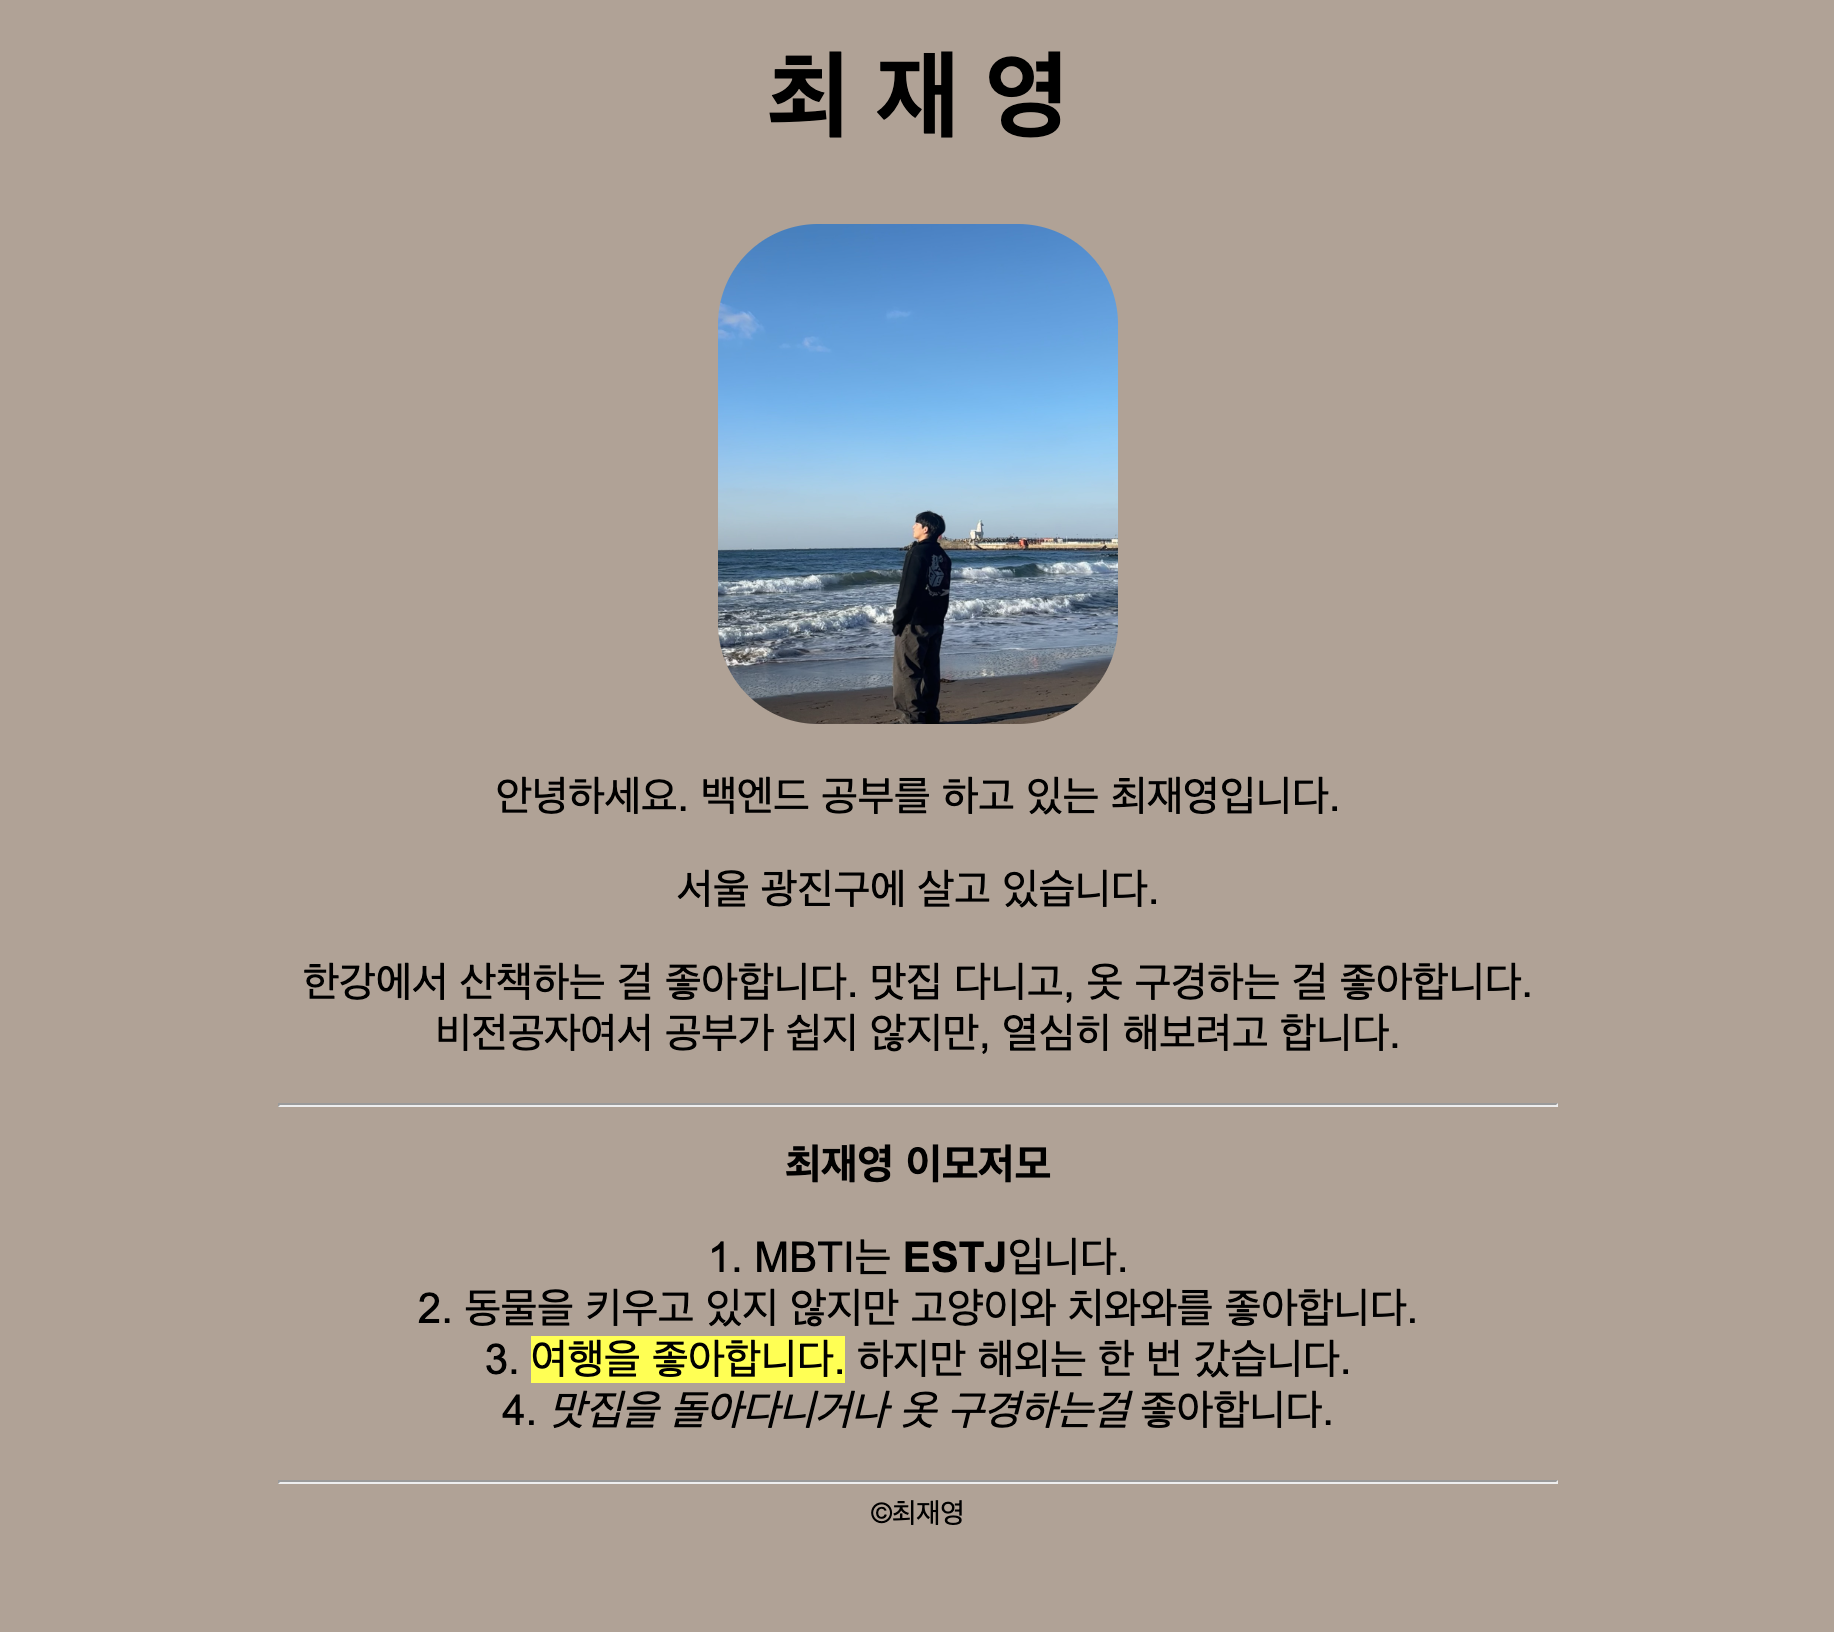 최 재 영
안녕하세요. 백엔드 공부를 하고 있는 최재영입니다.
서울 광진구에 살고 있습니다.
한강에서 산책하는 걸 좋아합니다. 맛집 다니고, 옷 구경하는 걸 좋아합니다.
비전공자여서 공부가 쉽지 않지만, 열심히 해보려고 합니다.
최재영 이모저모
1. MBTI는 ESTJ입니다.
2. 동물을 키우고 있지 않지만 고양이와 치와와를 좋아합니다.
3. 여행을 좋아합니다. 하지만 해외는 한 번 갔습니다.
4. 맛집을 돌아다니거나 옷 구경하는걸 좋아합니다.
©최재영